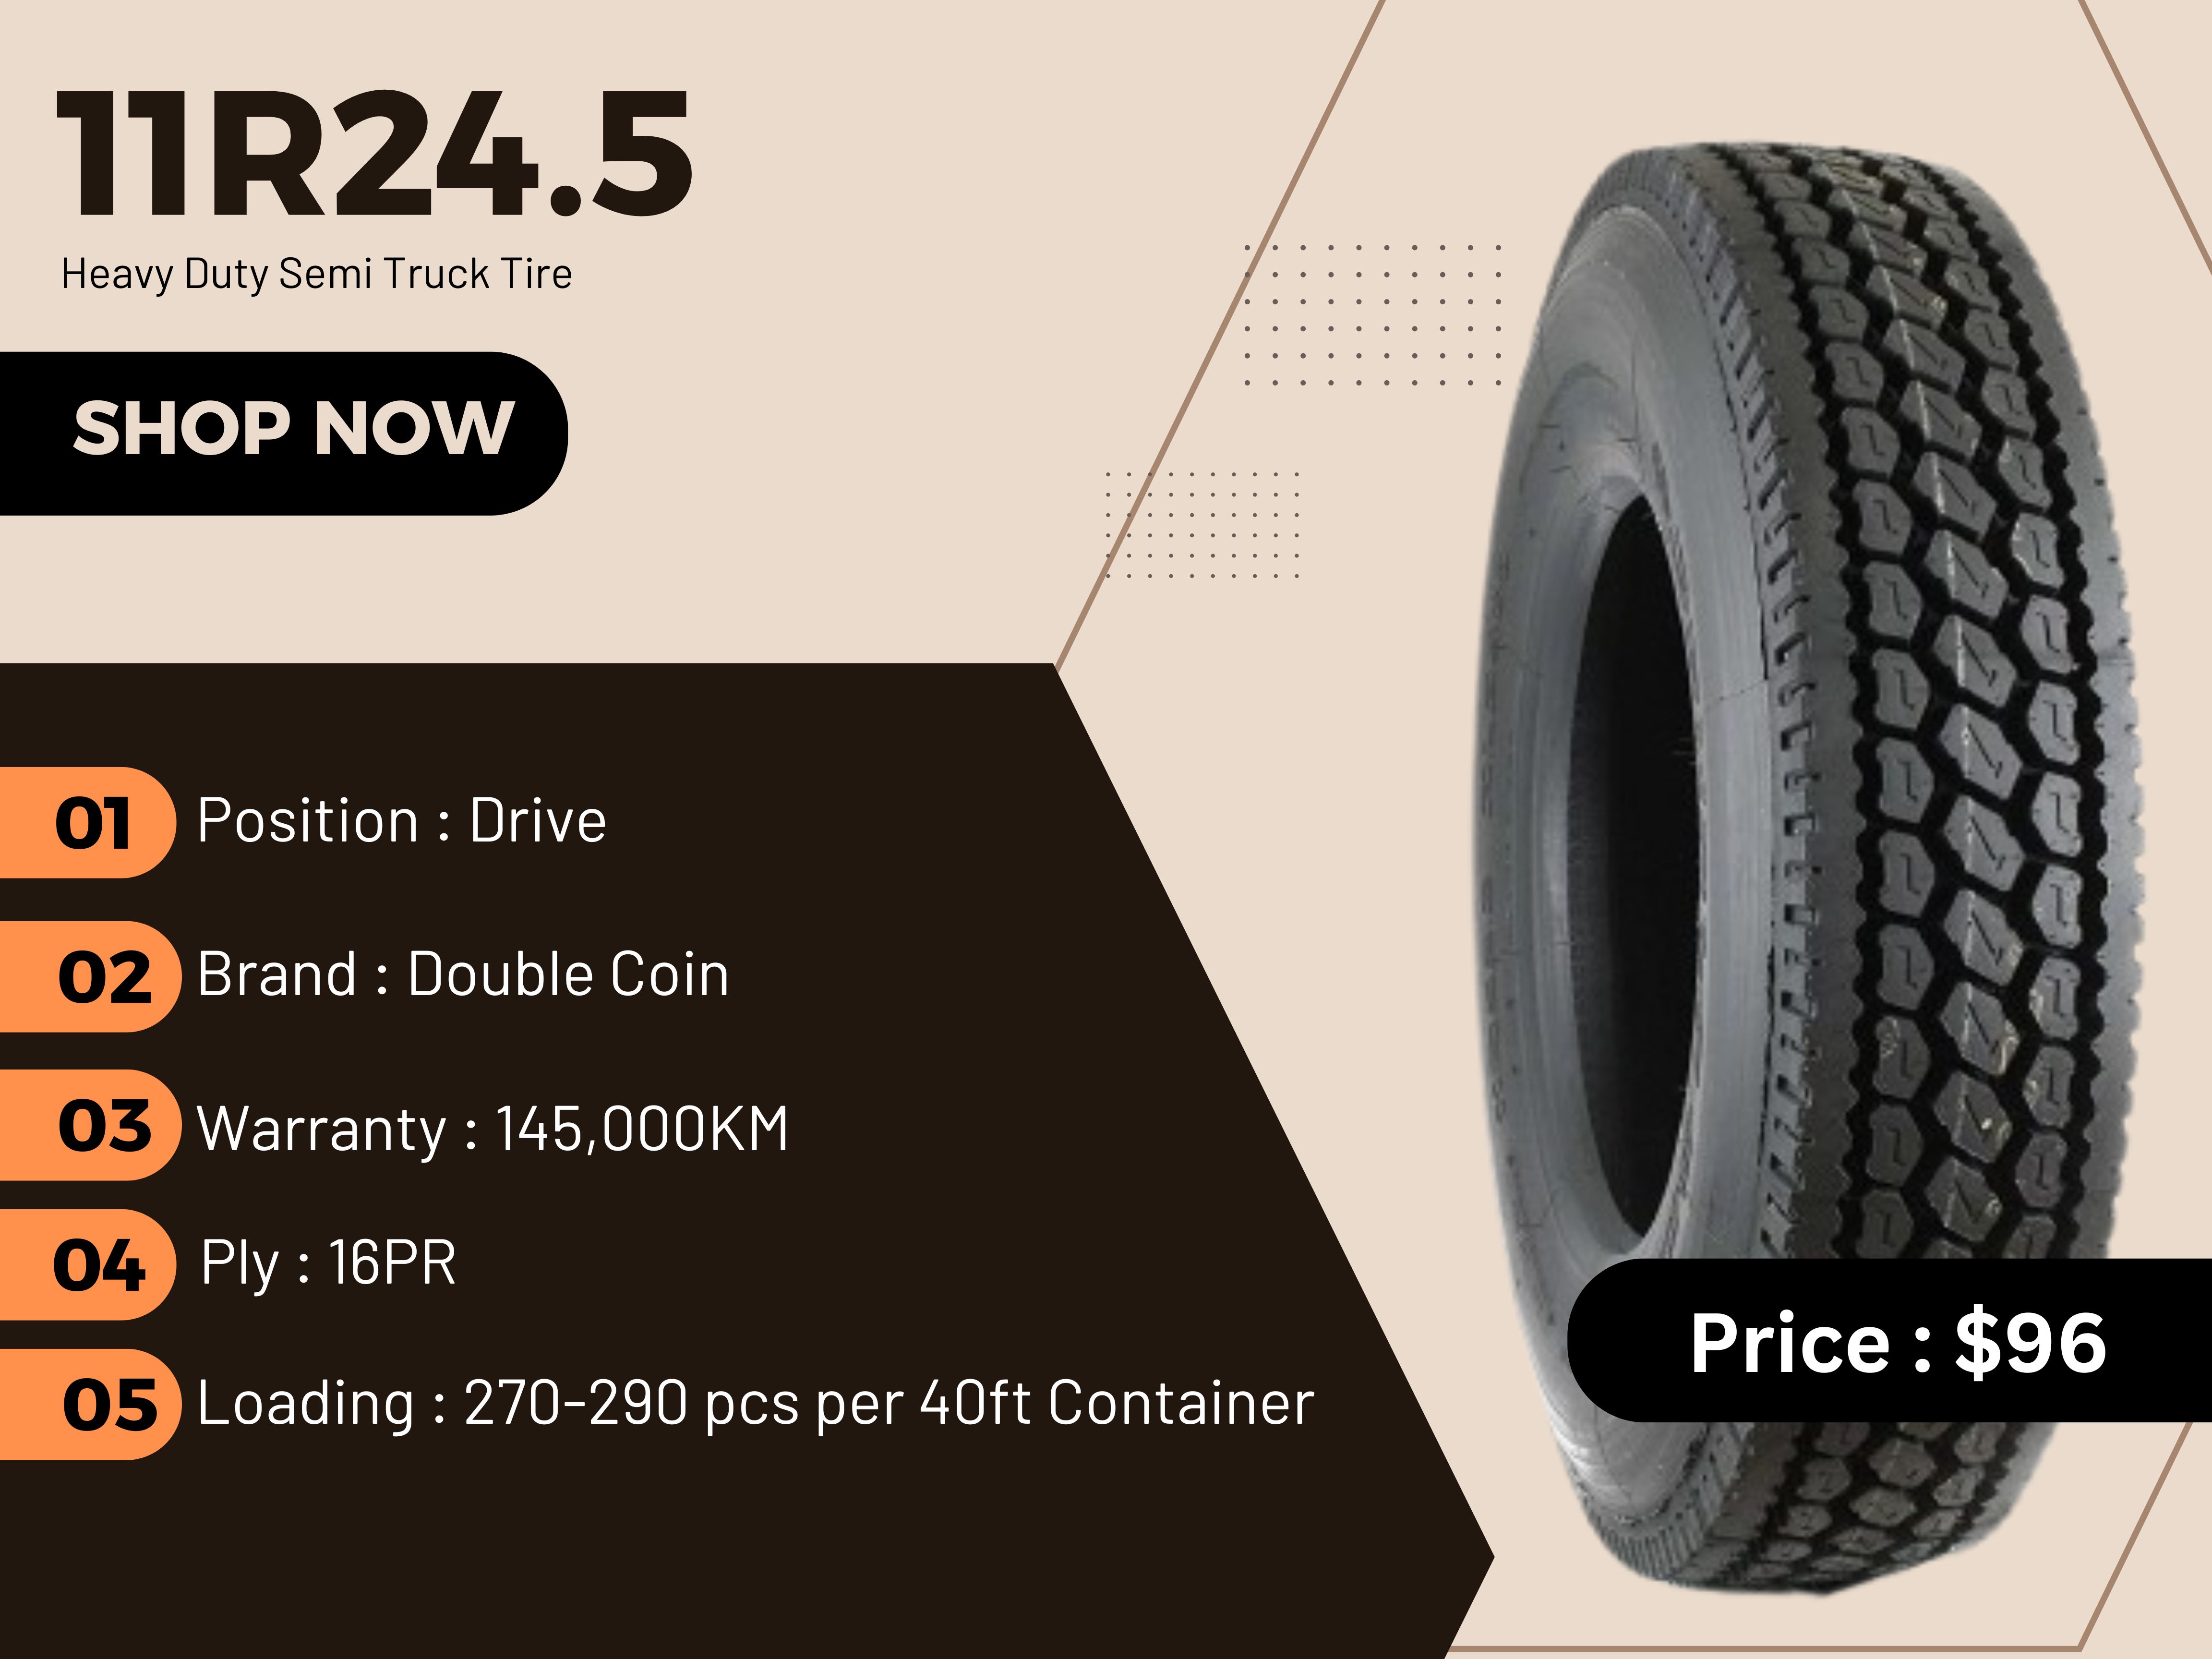 11R24.5
Heavy Duty Semi Truck Tire
SHOP NOW
01 Position : Drive
02 Brand : Double Coin
03 Warranty : 145,000KM
04 Ply : 16PR
05 Loading : 270-290 pcs per 40ft Container
Price : $96